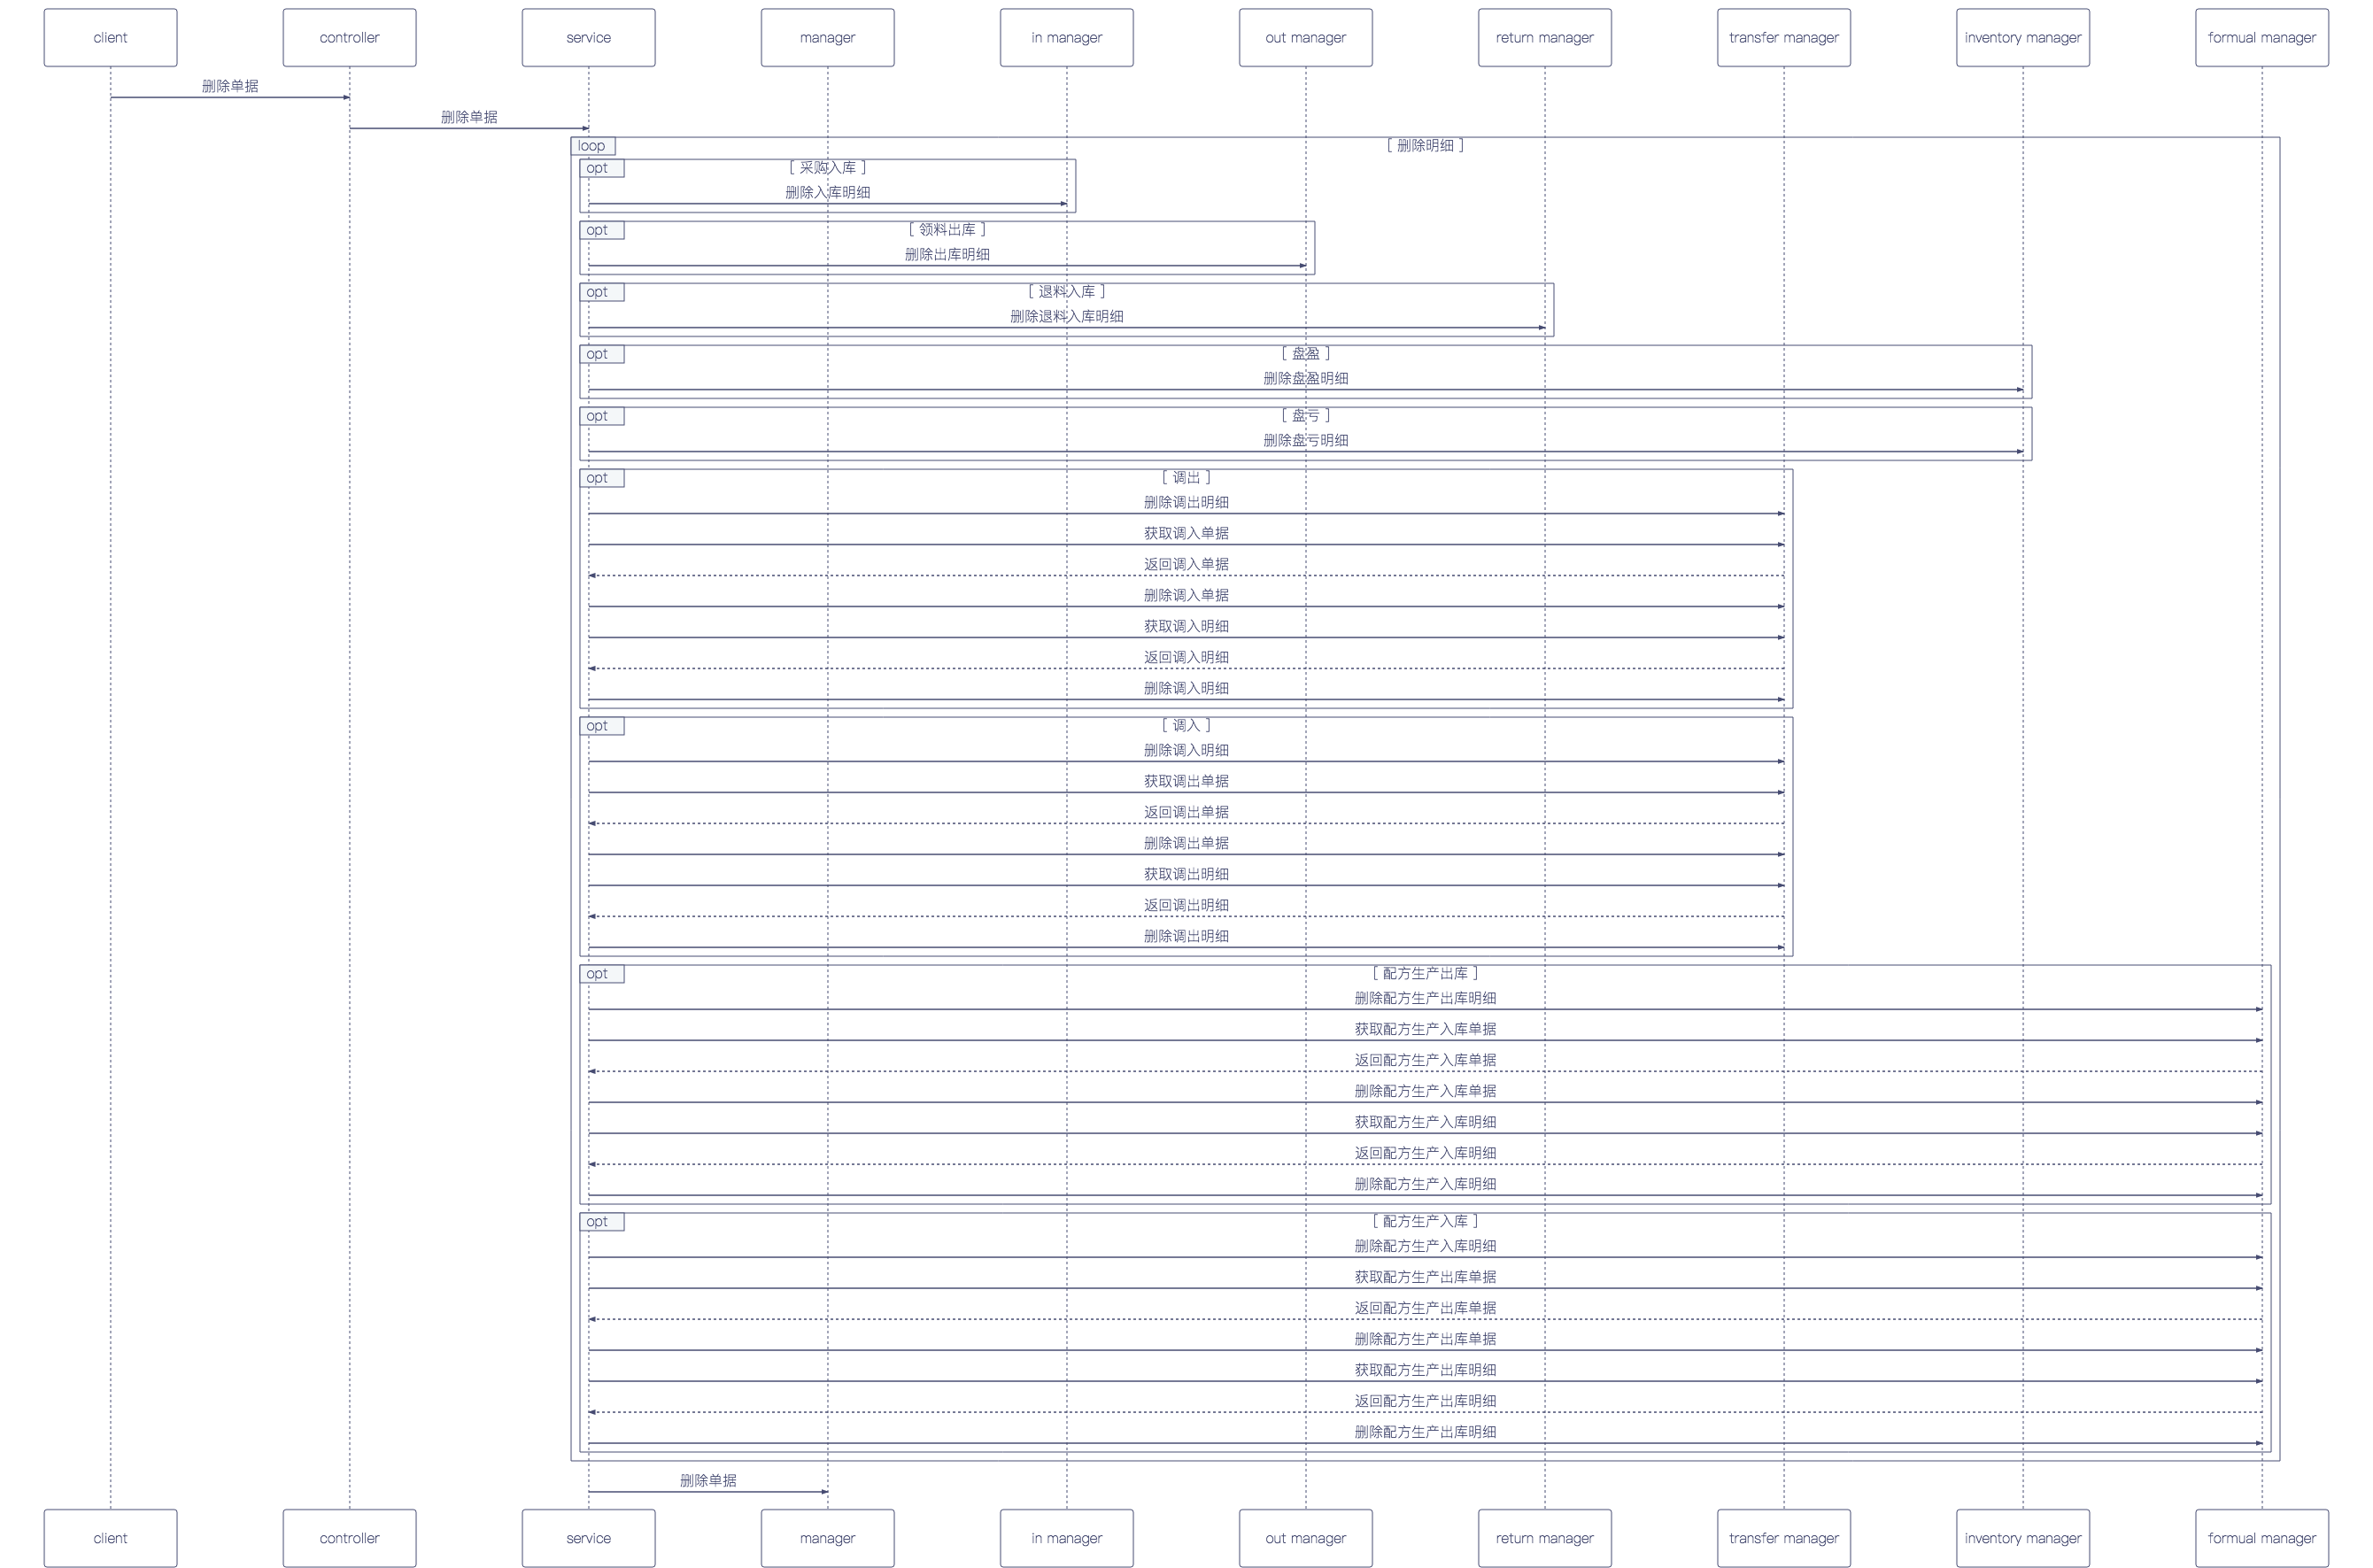 client controller service manager in manager out manager return manager transfer manager inventory manager formual manager
删除单据
删除单据
loop [ 删除明细 ]
opt [ 采购入库 ]
删除入库明细
opt [ 领料出库 ]
删除出库明细
opt [ 退料入库 ]
删除退料入库明细
opt [ 盘盈 ]
删除盘盈明细
opt [ 盘亏 ]
删除盘亏明细
opt [ 调出 ]
删除调出明细
获取调入单据
返回调入单据
删除调入单据
获取调入明细
返回调入明细
删除调入明细
opt [ 调入 ]
删除调入明细
获取调出单据
返回调出单据
删除调出单据
获取调出明细
返回调出明细
删除调出明细
opt [ 配方生产出库 ]
删除配方生产出库明细
获取配方生产入库单据
返回配方生产入库单据
删除配方生产入库单据
获取配方生产入库明细
返回配方生产入库明细
删除配方生产入库明细
opt [ 配方生产入库 ]
删除配方生产入库明细
获取配方生产出库单据
返回配方生产出库单据
删除配方生产出库单据
获取配方生产出库明细
返回配方生产出库明细
删除配方生产出库明细
删除单据
client controller service manager in manager out manager return manager transfer manager inventory manager formual manager